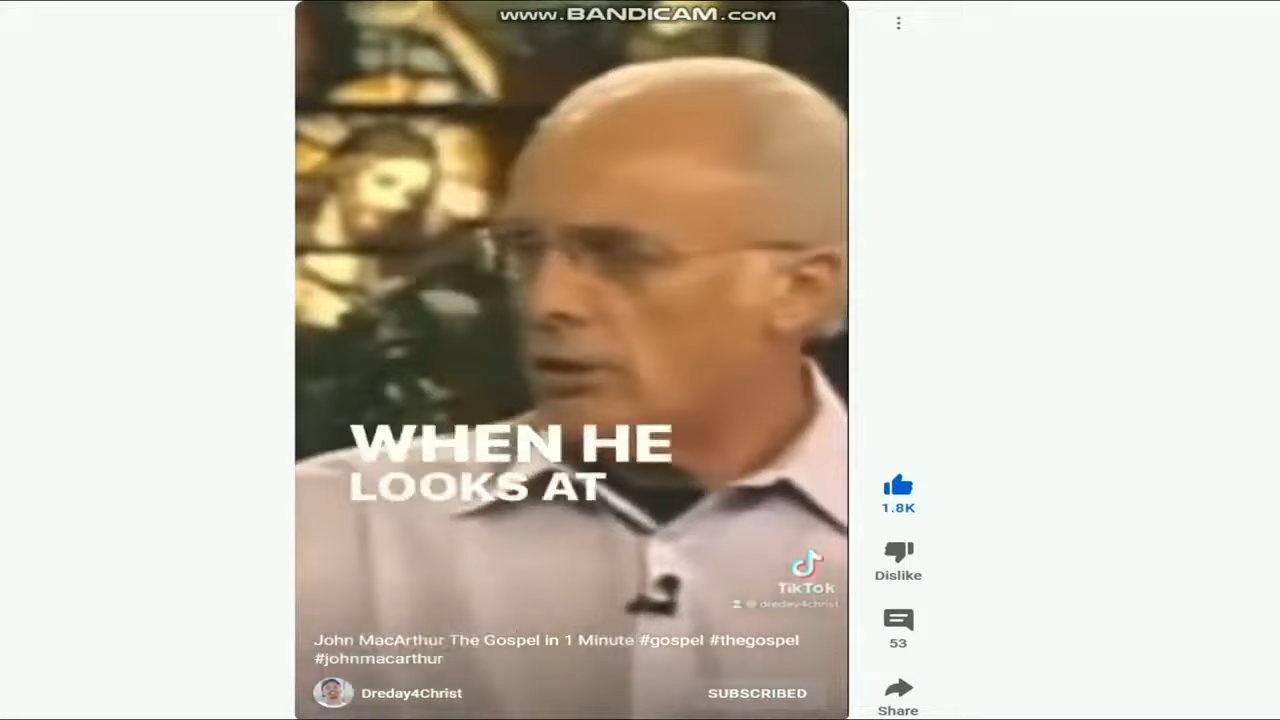 www.BANDICAM.com
WHEN HE
LOOKS AT
TikTok
@ dreday4christ
John MacArthur The Gospel in 1 Minute #gospel #thegospel
#johnmacarthur
Dreday4Christ
SUBSCRIBED
1.8K
Dislike
53
Share